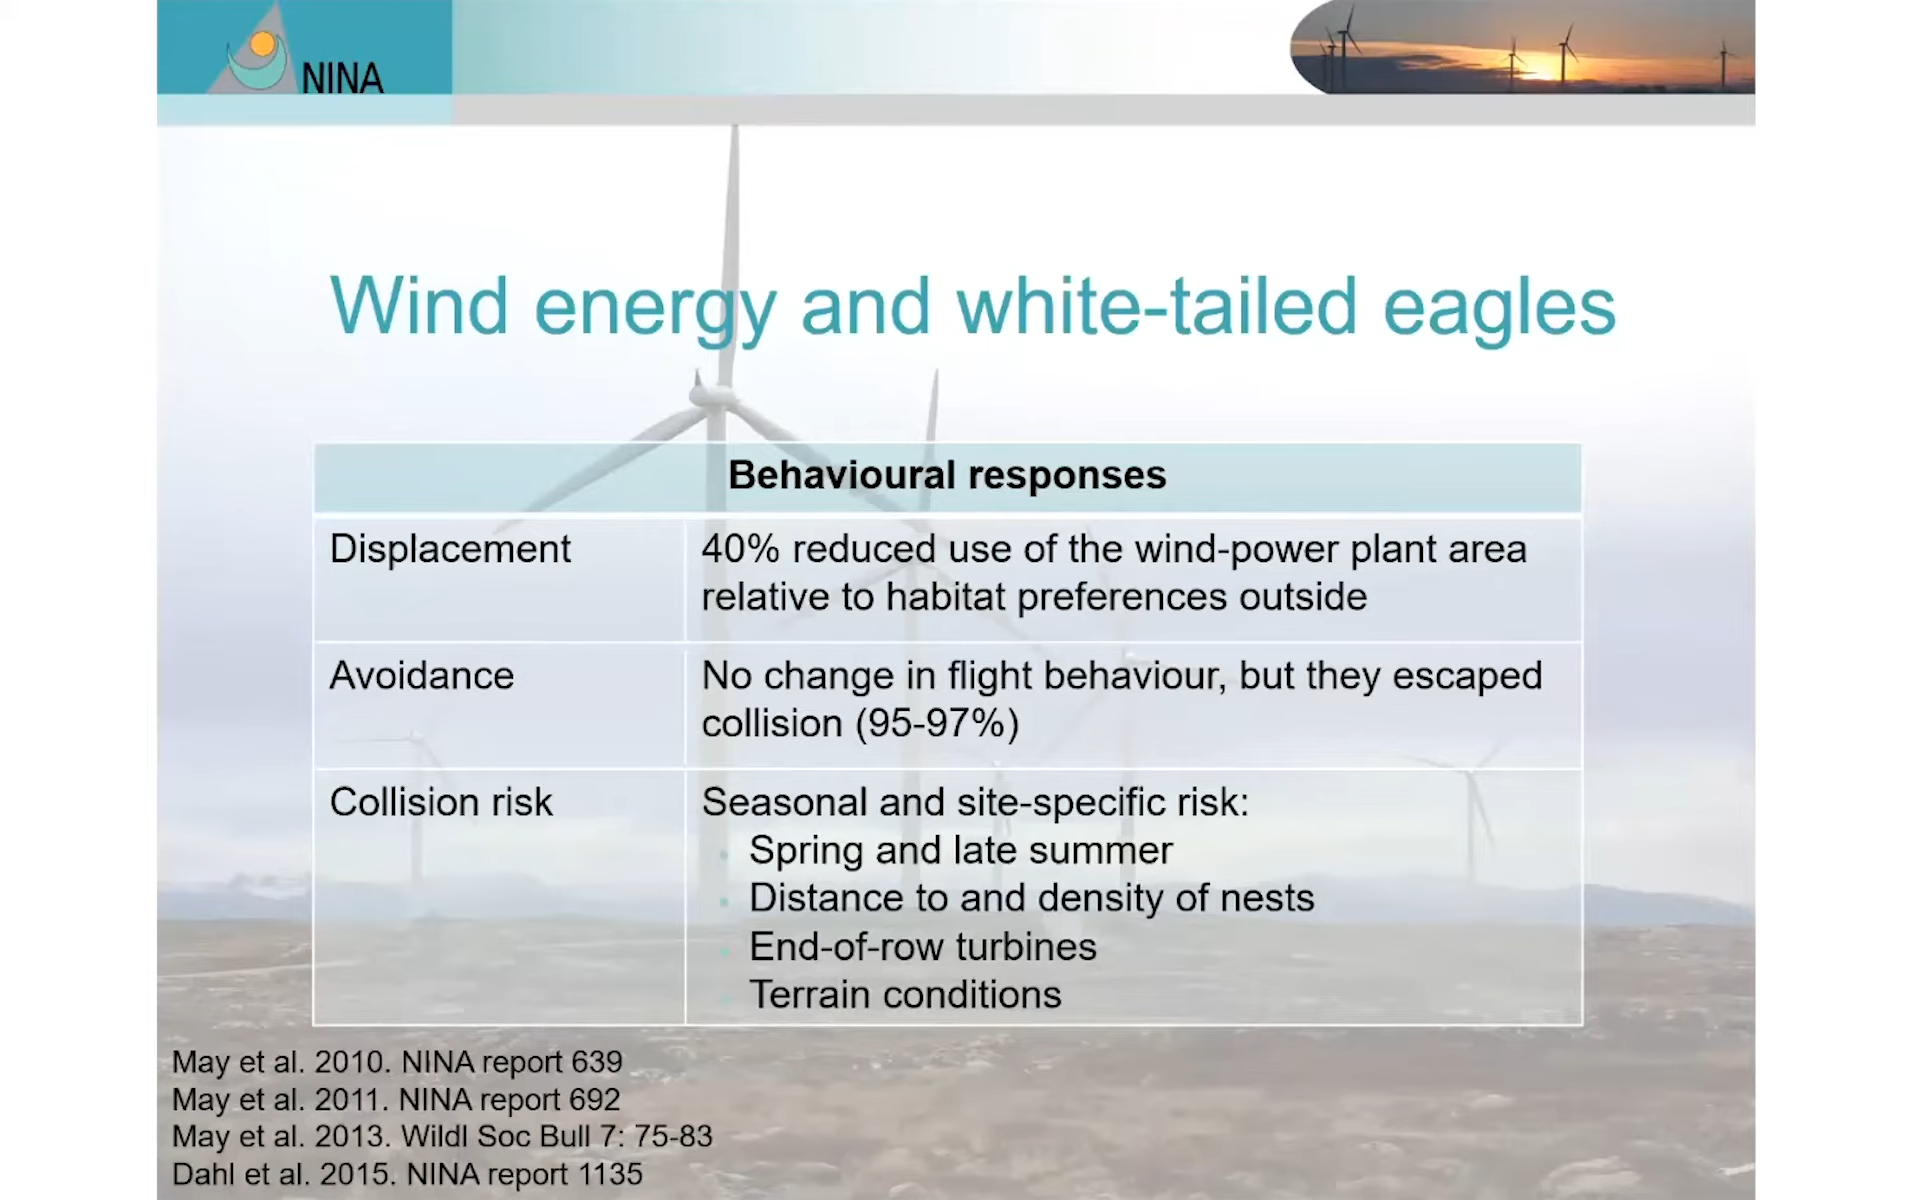 NINA
Wind energy and white-tailed eagles
Behavioural responses
Displacement
40% reduced use of the wind-power plant area
relative to habitat preferences outside
Avoidance
No change in flight behaviour, but they escaped
collision (95-97%)
Collision risk
Seasonal and site-specific risk:
Spring and late summer
Distance to and density of nests
End-of-row turbines
Terrain conditions
May et al. 2010. NINA report 639
May et al. 2011. NINA report 692
May et al. 2013. Wildl Soc Bull 7: 75-83
Dahl et al. 2015. NINA report 1135